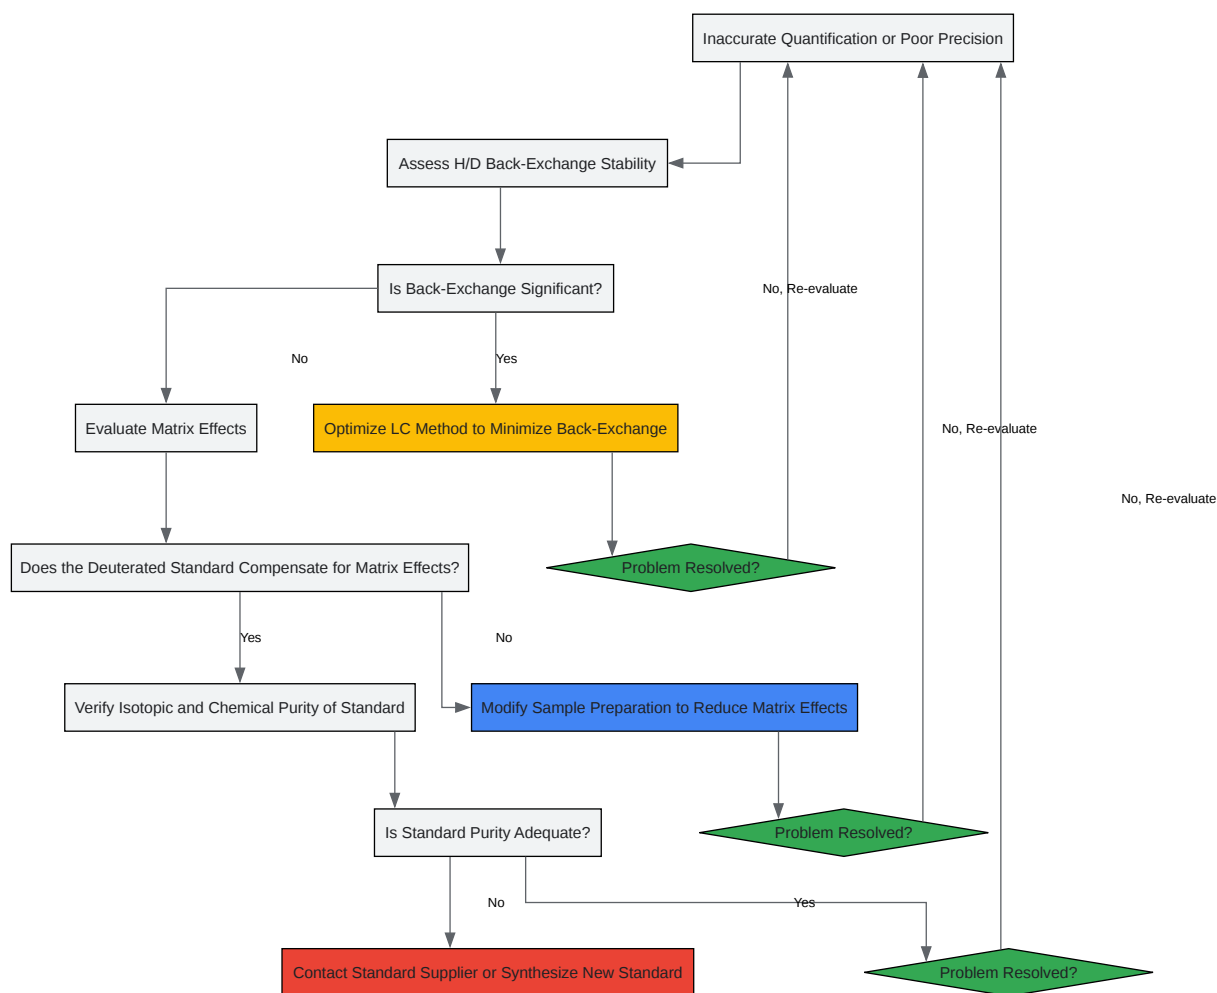 Inaccurate Quantification or Poor Precision
Assess H/D Back-Exchange Stability
Is Back-Exchange Significant?
No, Re-evaluate
No
Yes
Evaluate Matrix Effects
Optimize LC Method to Minimize Back-Exchange
No, Re-evaluate
No, Re-evaluate
Does the Deuterated Standard Compensate for Matrix Effects?
Problem Resolved?
Yes
No
Verify Isotopic and Chemical Purity of Standard
Modify Sample Preparation to Reduce Matrix Effects
Is Standard Purity Adequate?
Problem Resolved?
No
Yes
Contact Standard Supplier or Synthesize New Standard
Problem Resolved?